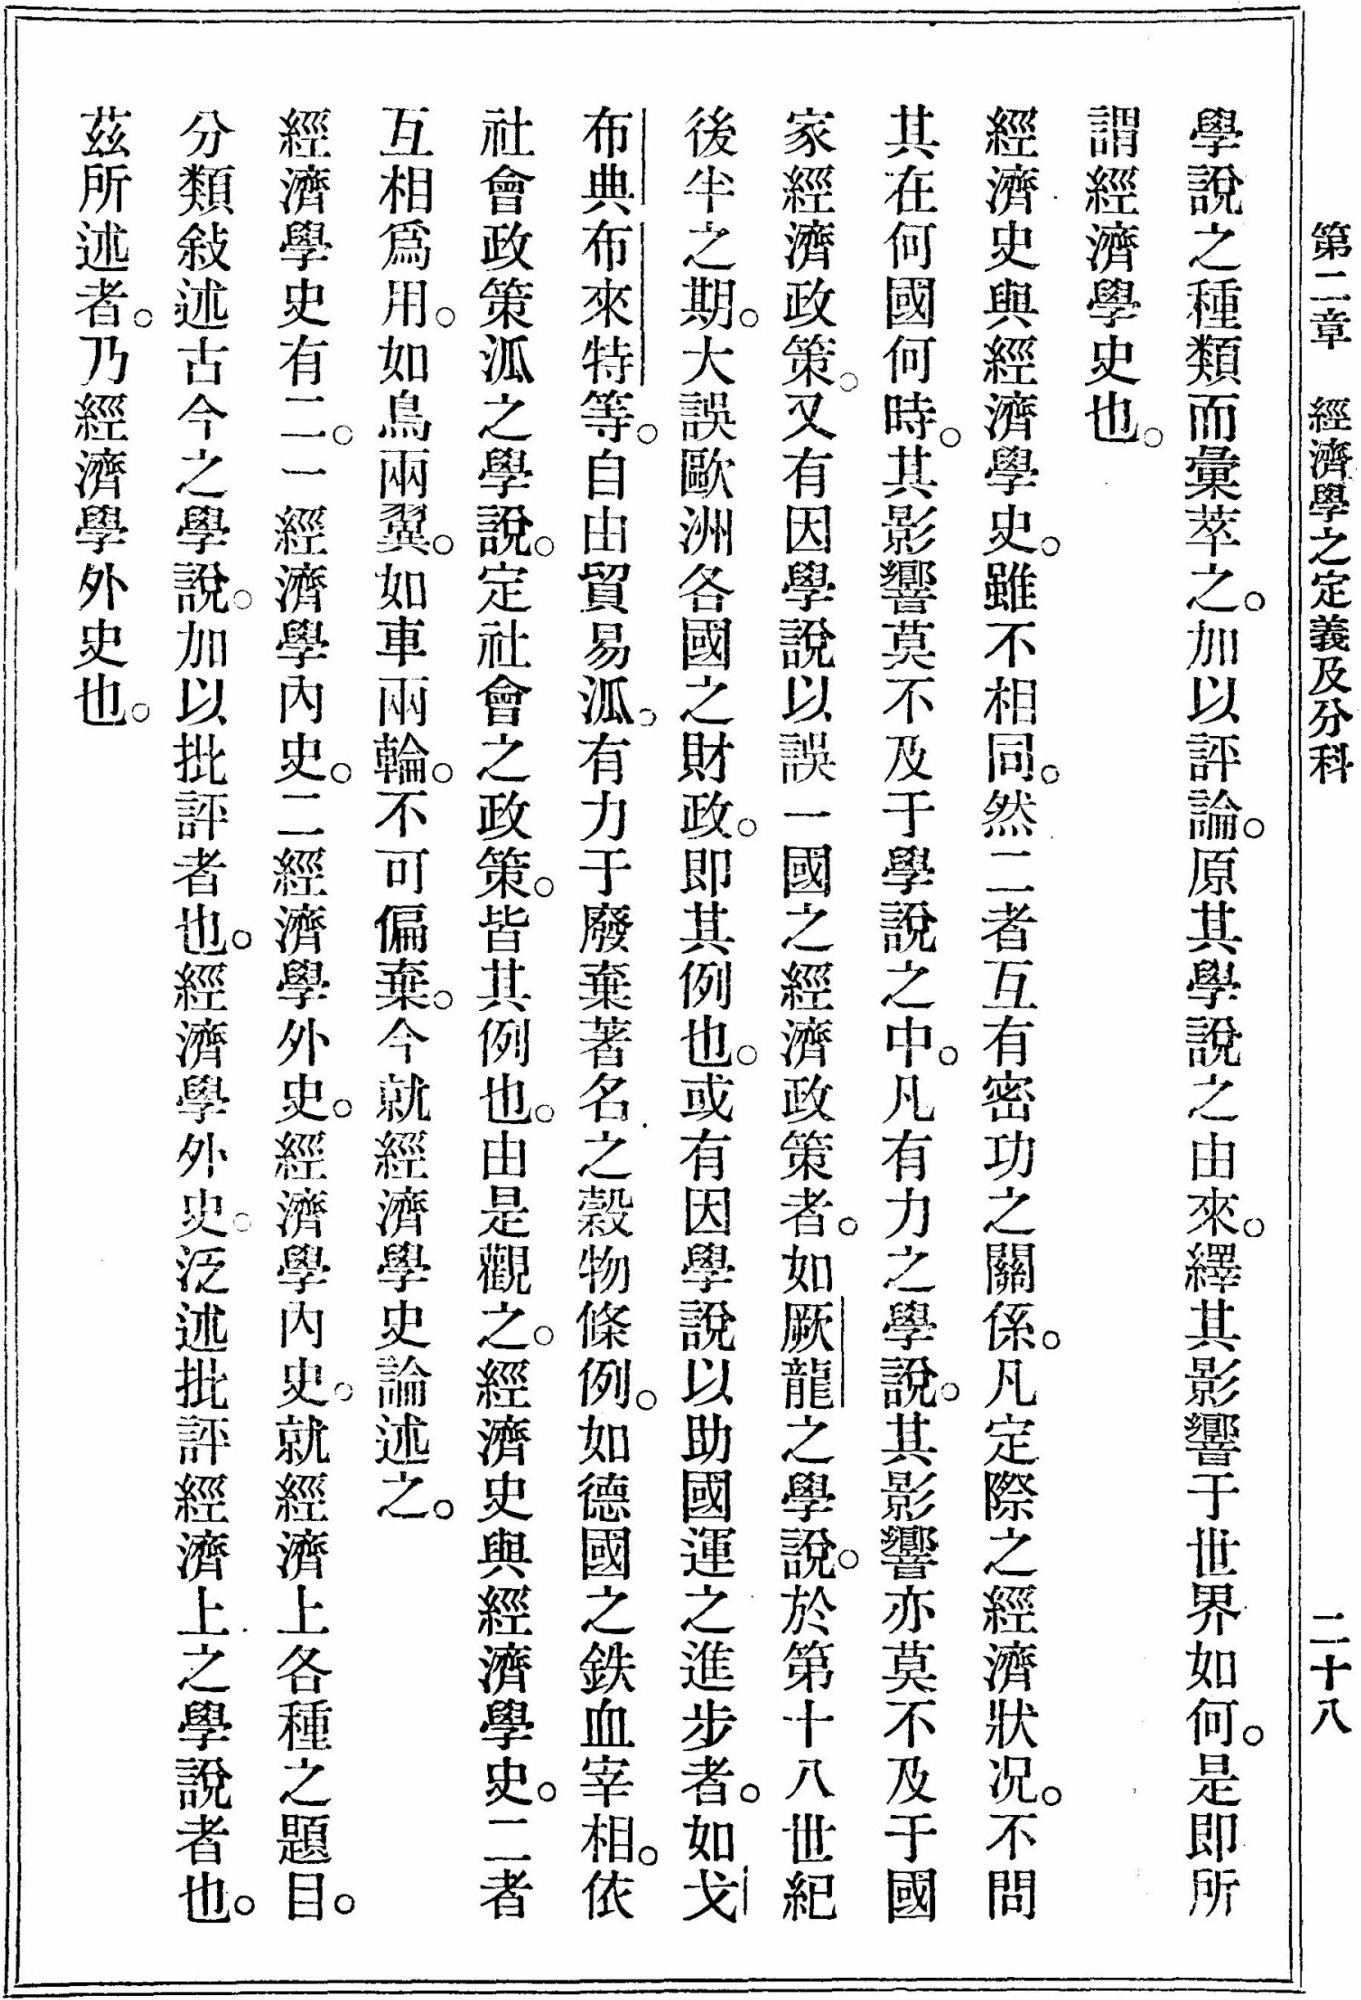 第二章　經濟學之定義及分科　二十八
學說之種類而彙萃之。加以評論。原其學說之由來。繹其影響于世界如何。是即所
謂經濟學史也。
經濟史與經濟學史。雖不相同。然二者互有密功之關係。凡定際之經濟狀况。不問
其在何國何時。其影響莫不及于學說之中。凡有力之學說。其影響亦莫不及于國
家經濟政策。又有因學說以誤一國之經濟政策者。如厥龍之學說。於第十八世紀
後半之期。大誤歐洲各國之財政。即其例也。或有因學說以助國運之進步者。如戈
布典布來特等。自由貿易派。有力于廢棄著名之穀物條例。如德國之鉄血宰相。依
社會政策派之學說。定社會之政策。皆其例也。由是觀之。經濟史與經濟學史。二者
互相爲用。如鳥兩翼。如車兩輪。不可偏棄。今就經濟學史論述之。
經濟學史有二。一經濟學內史。二經濟學外史。經濟學內史。就經濟上各種之題目。
分類敍述古今之學說。加以批評者也。經濟學外史。泛述批評經濟上之學說者也。
茲所述者。乃經濟學外史也。